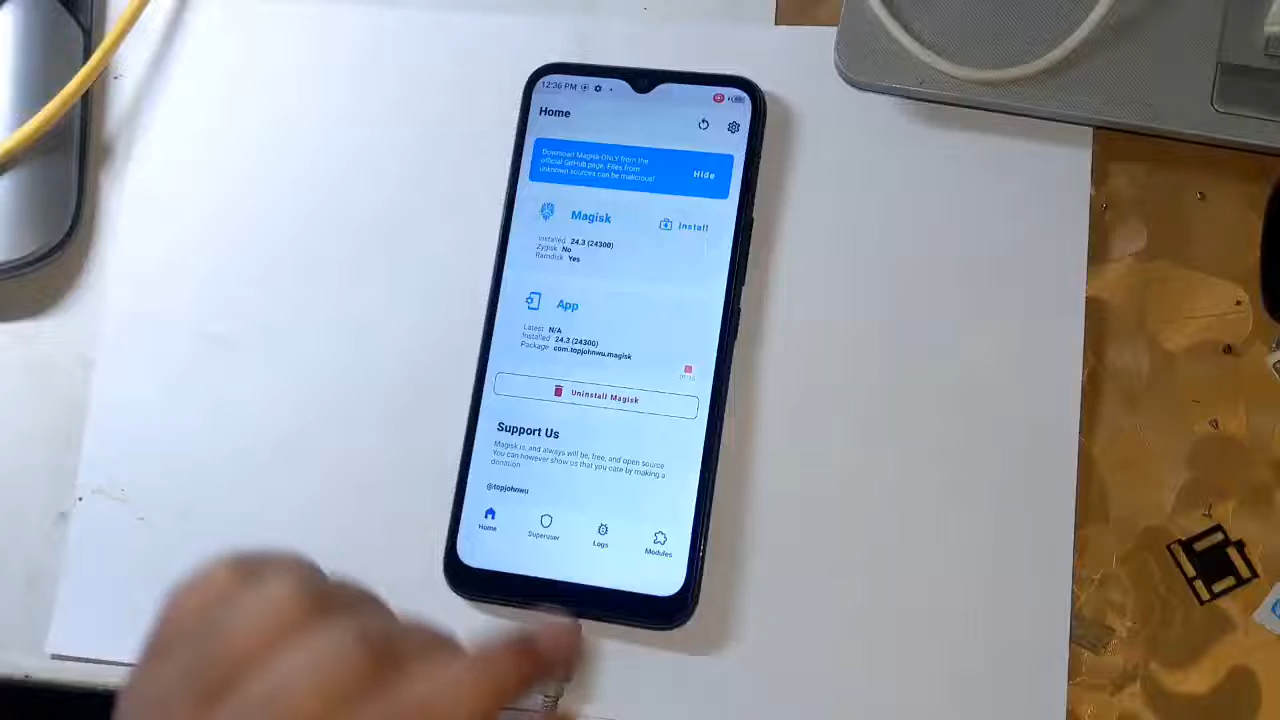 12:36 PM
Home
Download Magisk ONLY from the
official GitHub page. Files from
unknown sources can be malicious!
Hide
Magisk
Install
Installed 24.3 (24300)
Zygisk No
Ramdisk Yes
App
Latest N/A
Installed 24.3 (24300)
Package com.topjohnwu.magisk
Uninstall Magisk
Support Us
Magisk is, and always will be, free, and open source.
You can however show us that you care by making a
donation
@topjohnwu
Home
Superuser
Logs
Modules